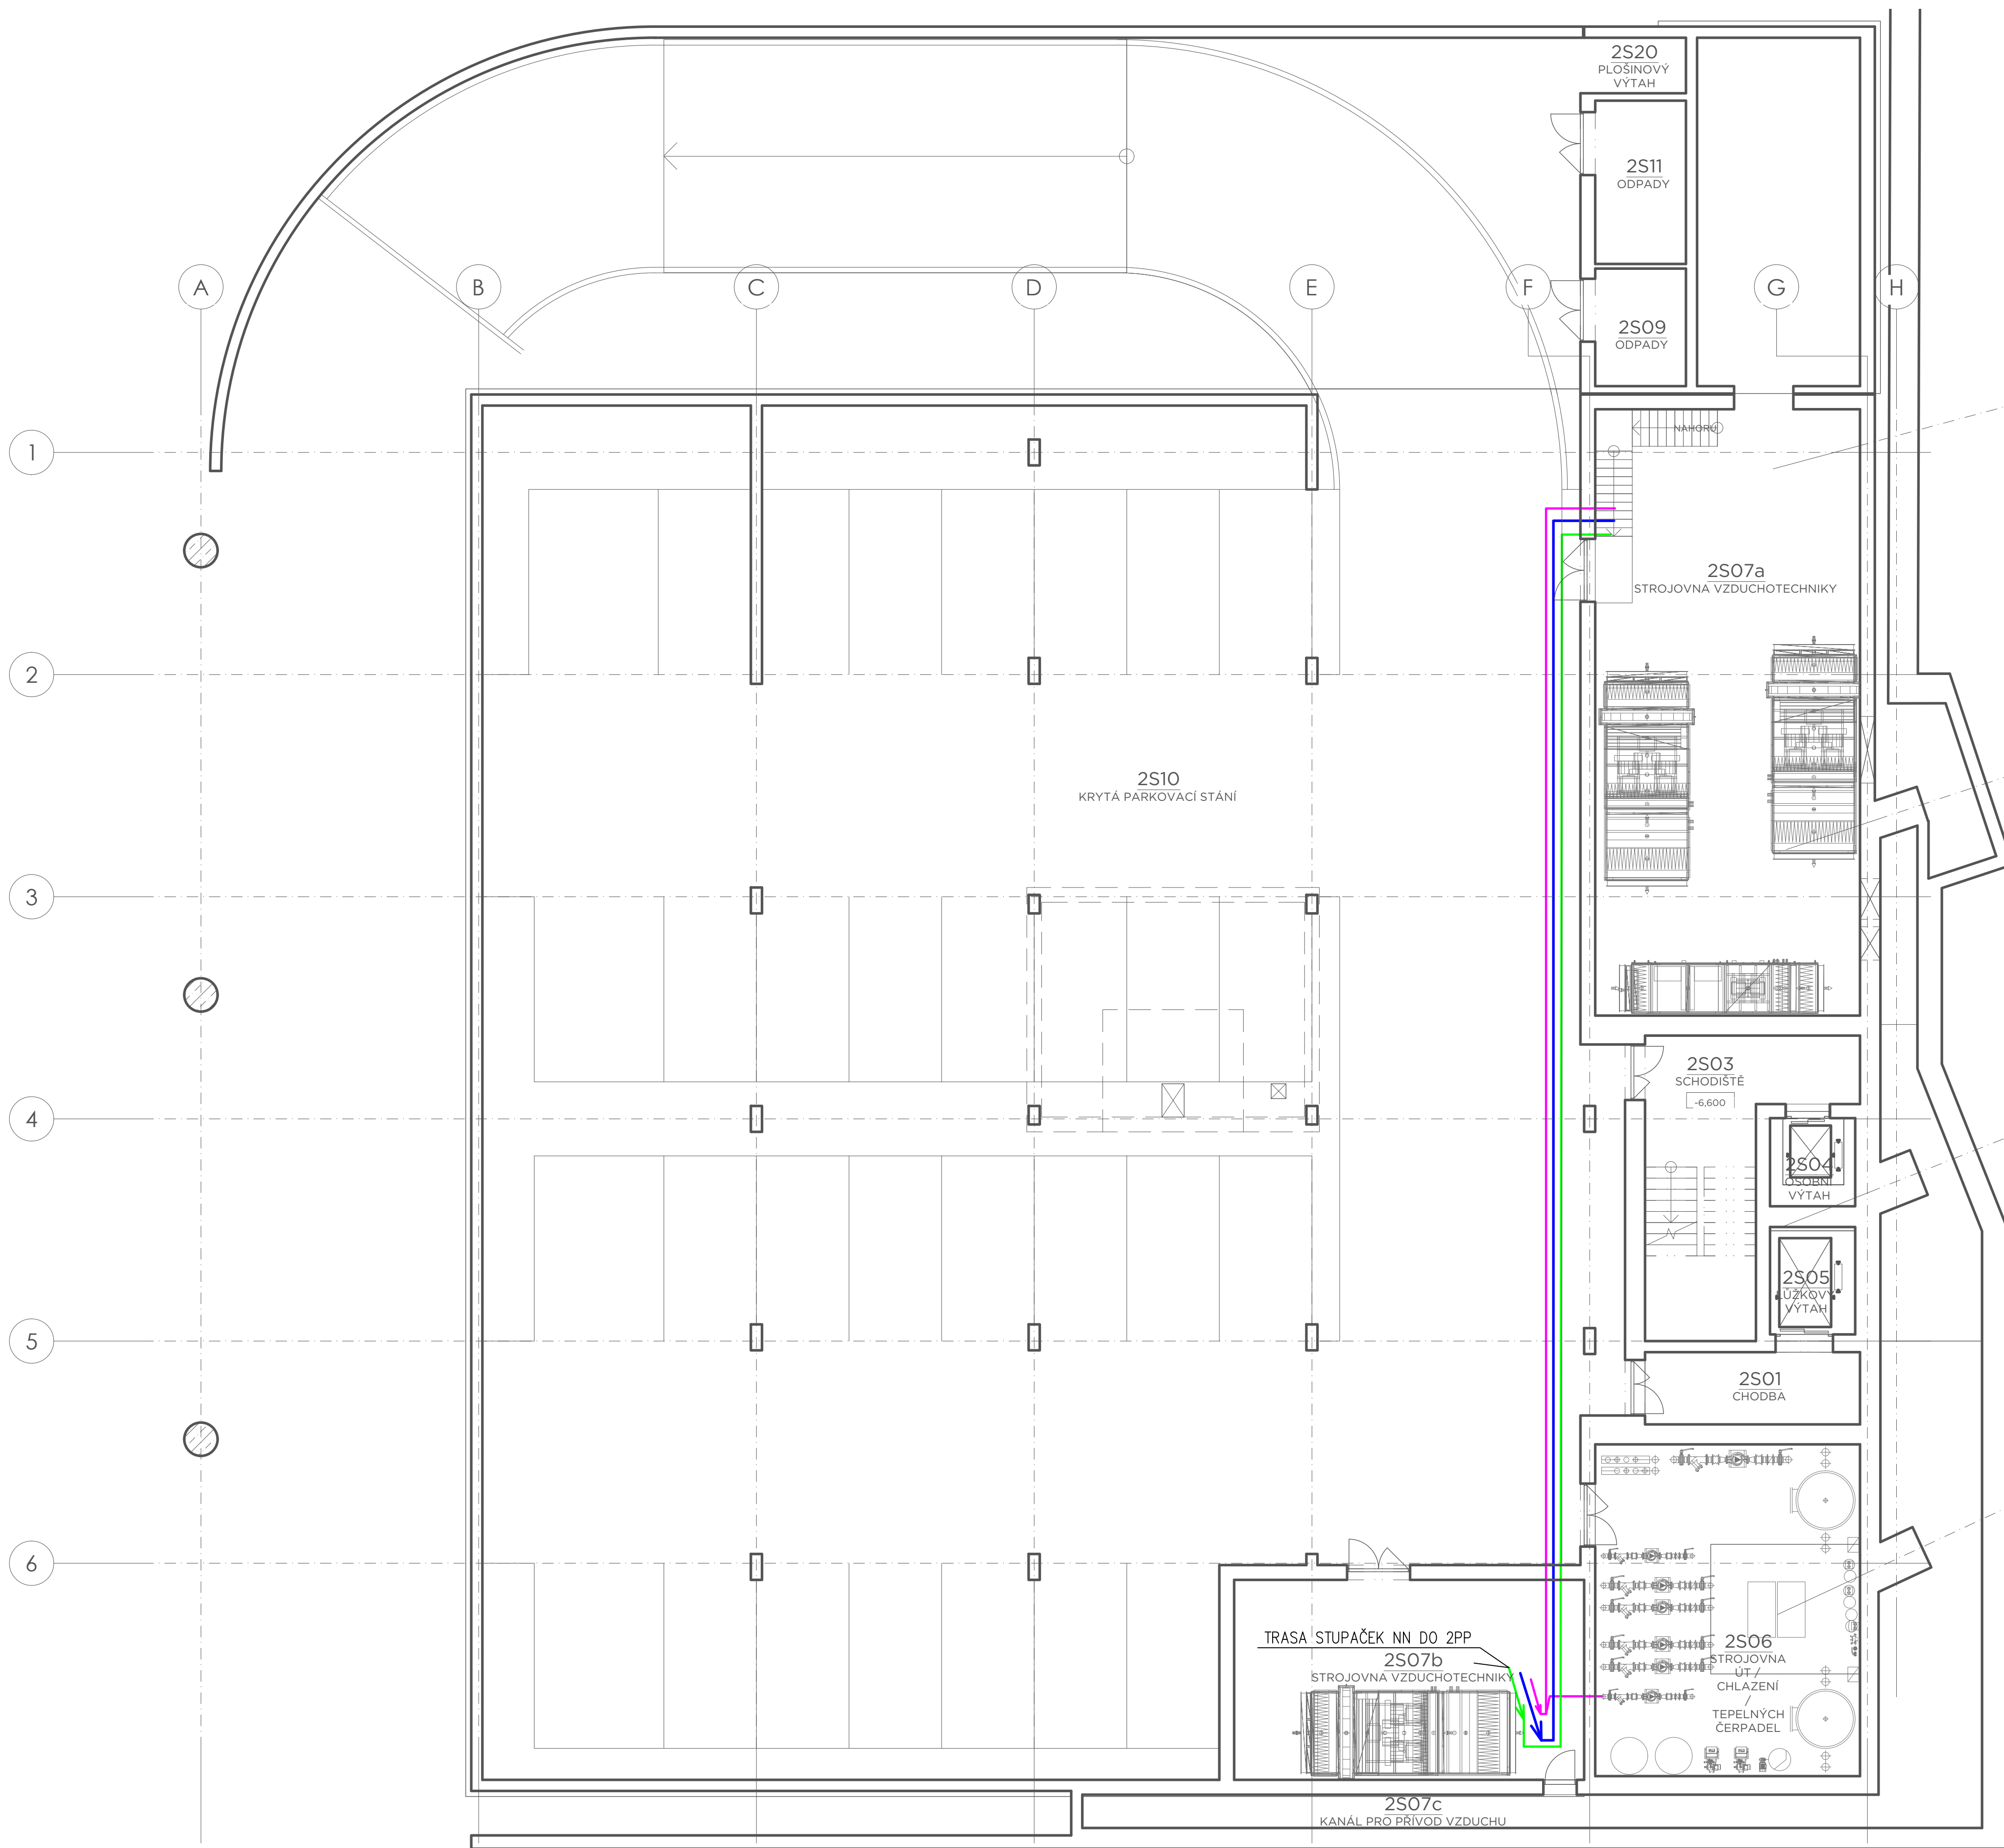 2S20
PLOŠINOVÝ
VÝTAH
2S11
ODPADY
A
B
C
D
E
F
G
H
2S09
ODPADY
NAHORU
1
2S07a
STROJOVNA VZDUCHOTECHNIKY
2
2S10
KRYTÁ PARKOVACÍ STÁNÍ
3
2S03
SCHODIŠTĚ
-6,600
4
2S04
OSOBNÍ
VÝTAH
2S05
LŮŽKOVÝ
VÝTAH
5
2S01
CHODBA
6
TRASA STUPAČEK NN DO 2PP
2S07b
STROJOVNA VZDUCHOTECHNIKY
2S06
STROJOVNA
ÚT /
CHLAZENÍ
/
TEPELNÝCH
ČERPADEL
2S07c
KANÁL PRO PŘÍVOD VZDUCHU